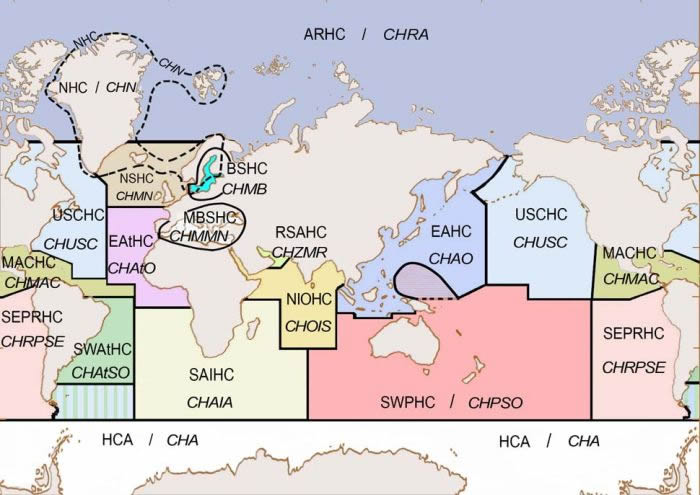 ARHC / CHRA
NHC
CHN
NHC / CHN
NSHC
CHMN
BSHC
CHMB
USCHC
CHUSC
EAtHC
CHAtO
MBSHC
CHMMN
RSAHC
CHZMR
EAHC
CHAO
USCHC
CHUSC
MACHC
CHMAC
MACHC
CHMAC
NIOHC
CHOIS
SEPRHC
CHRPSE
SWAtHC
CHAtSO
SAIHC
CHAIA
SWPHC / CHPSO
SEPRHC
CHRPSE
HCA / CHA
HCA / CHA